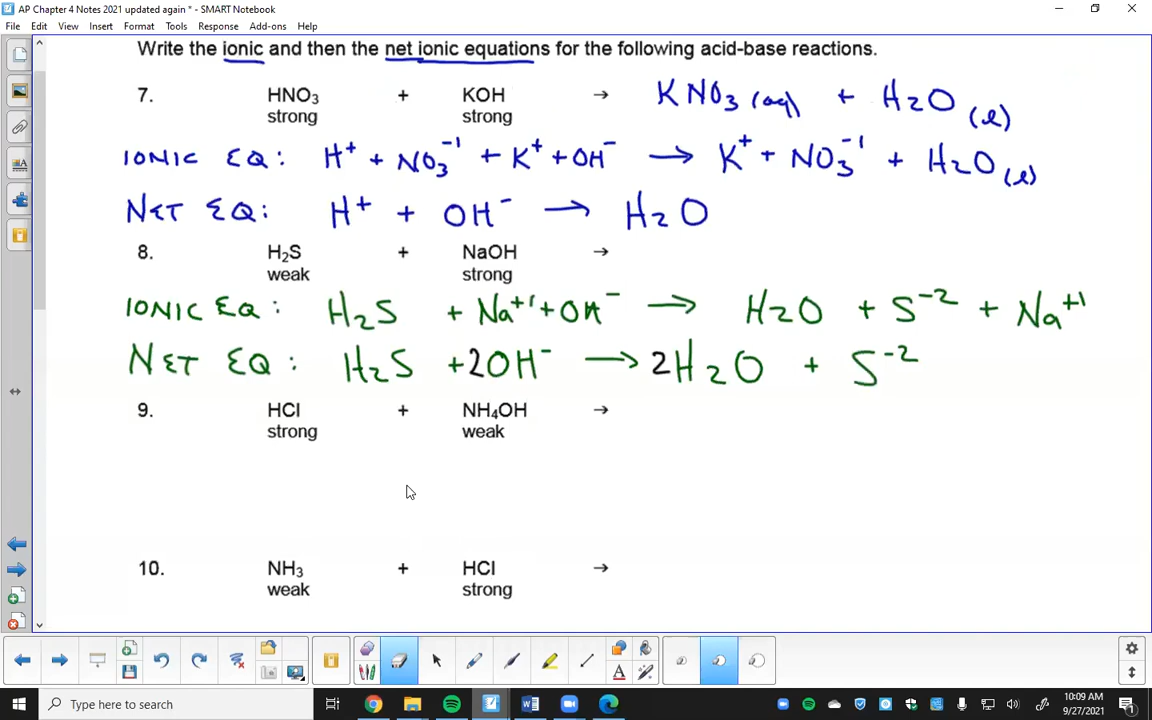 AP Chapter 4 Notes 2021 updated again * - SMART Notebook
File Edit View Insert Format Tools Response Add-ons Help
Write the ionic and then the net ionic equations for the following acid-base reactions.
7. HNO₃ + KOH → KNO₃ (aq) + H₂O (l)
strong strong
IONIC EQ: H⁺ + NO₃⁻¹ + K⁺ + OH⁻ → K⁺ + NO₃⁻¹ + H₂O (l)
NET EQ: H⁺ + OH⁻ → H₂O
8. H₂S + NaOH →
weak strong
IONIC EQ: H₂S + Na⁺¹ + OH⁻ → H₂O + S⁻² + Na⁺¹
NET EQ: H₂S + 2OH⁻ → 2H₂O + S⁻²
9. HCl + NH₄OH →
strong weak
10. NH₃ + HCl →
weak strong
Type here to search
10:09 AM
9/27/2021